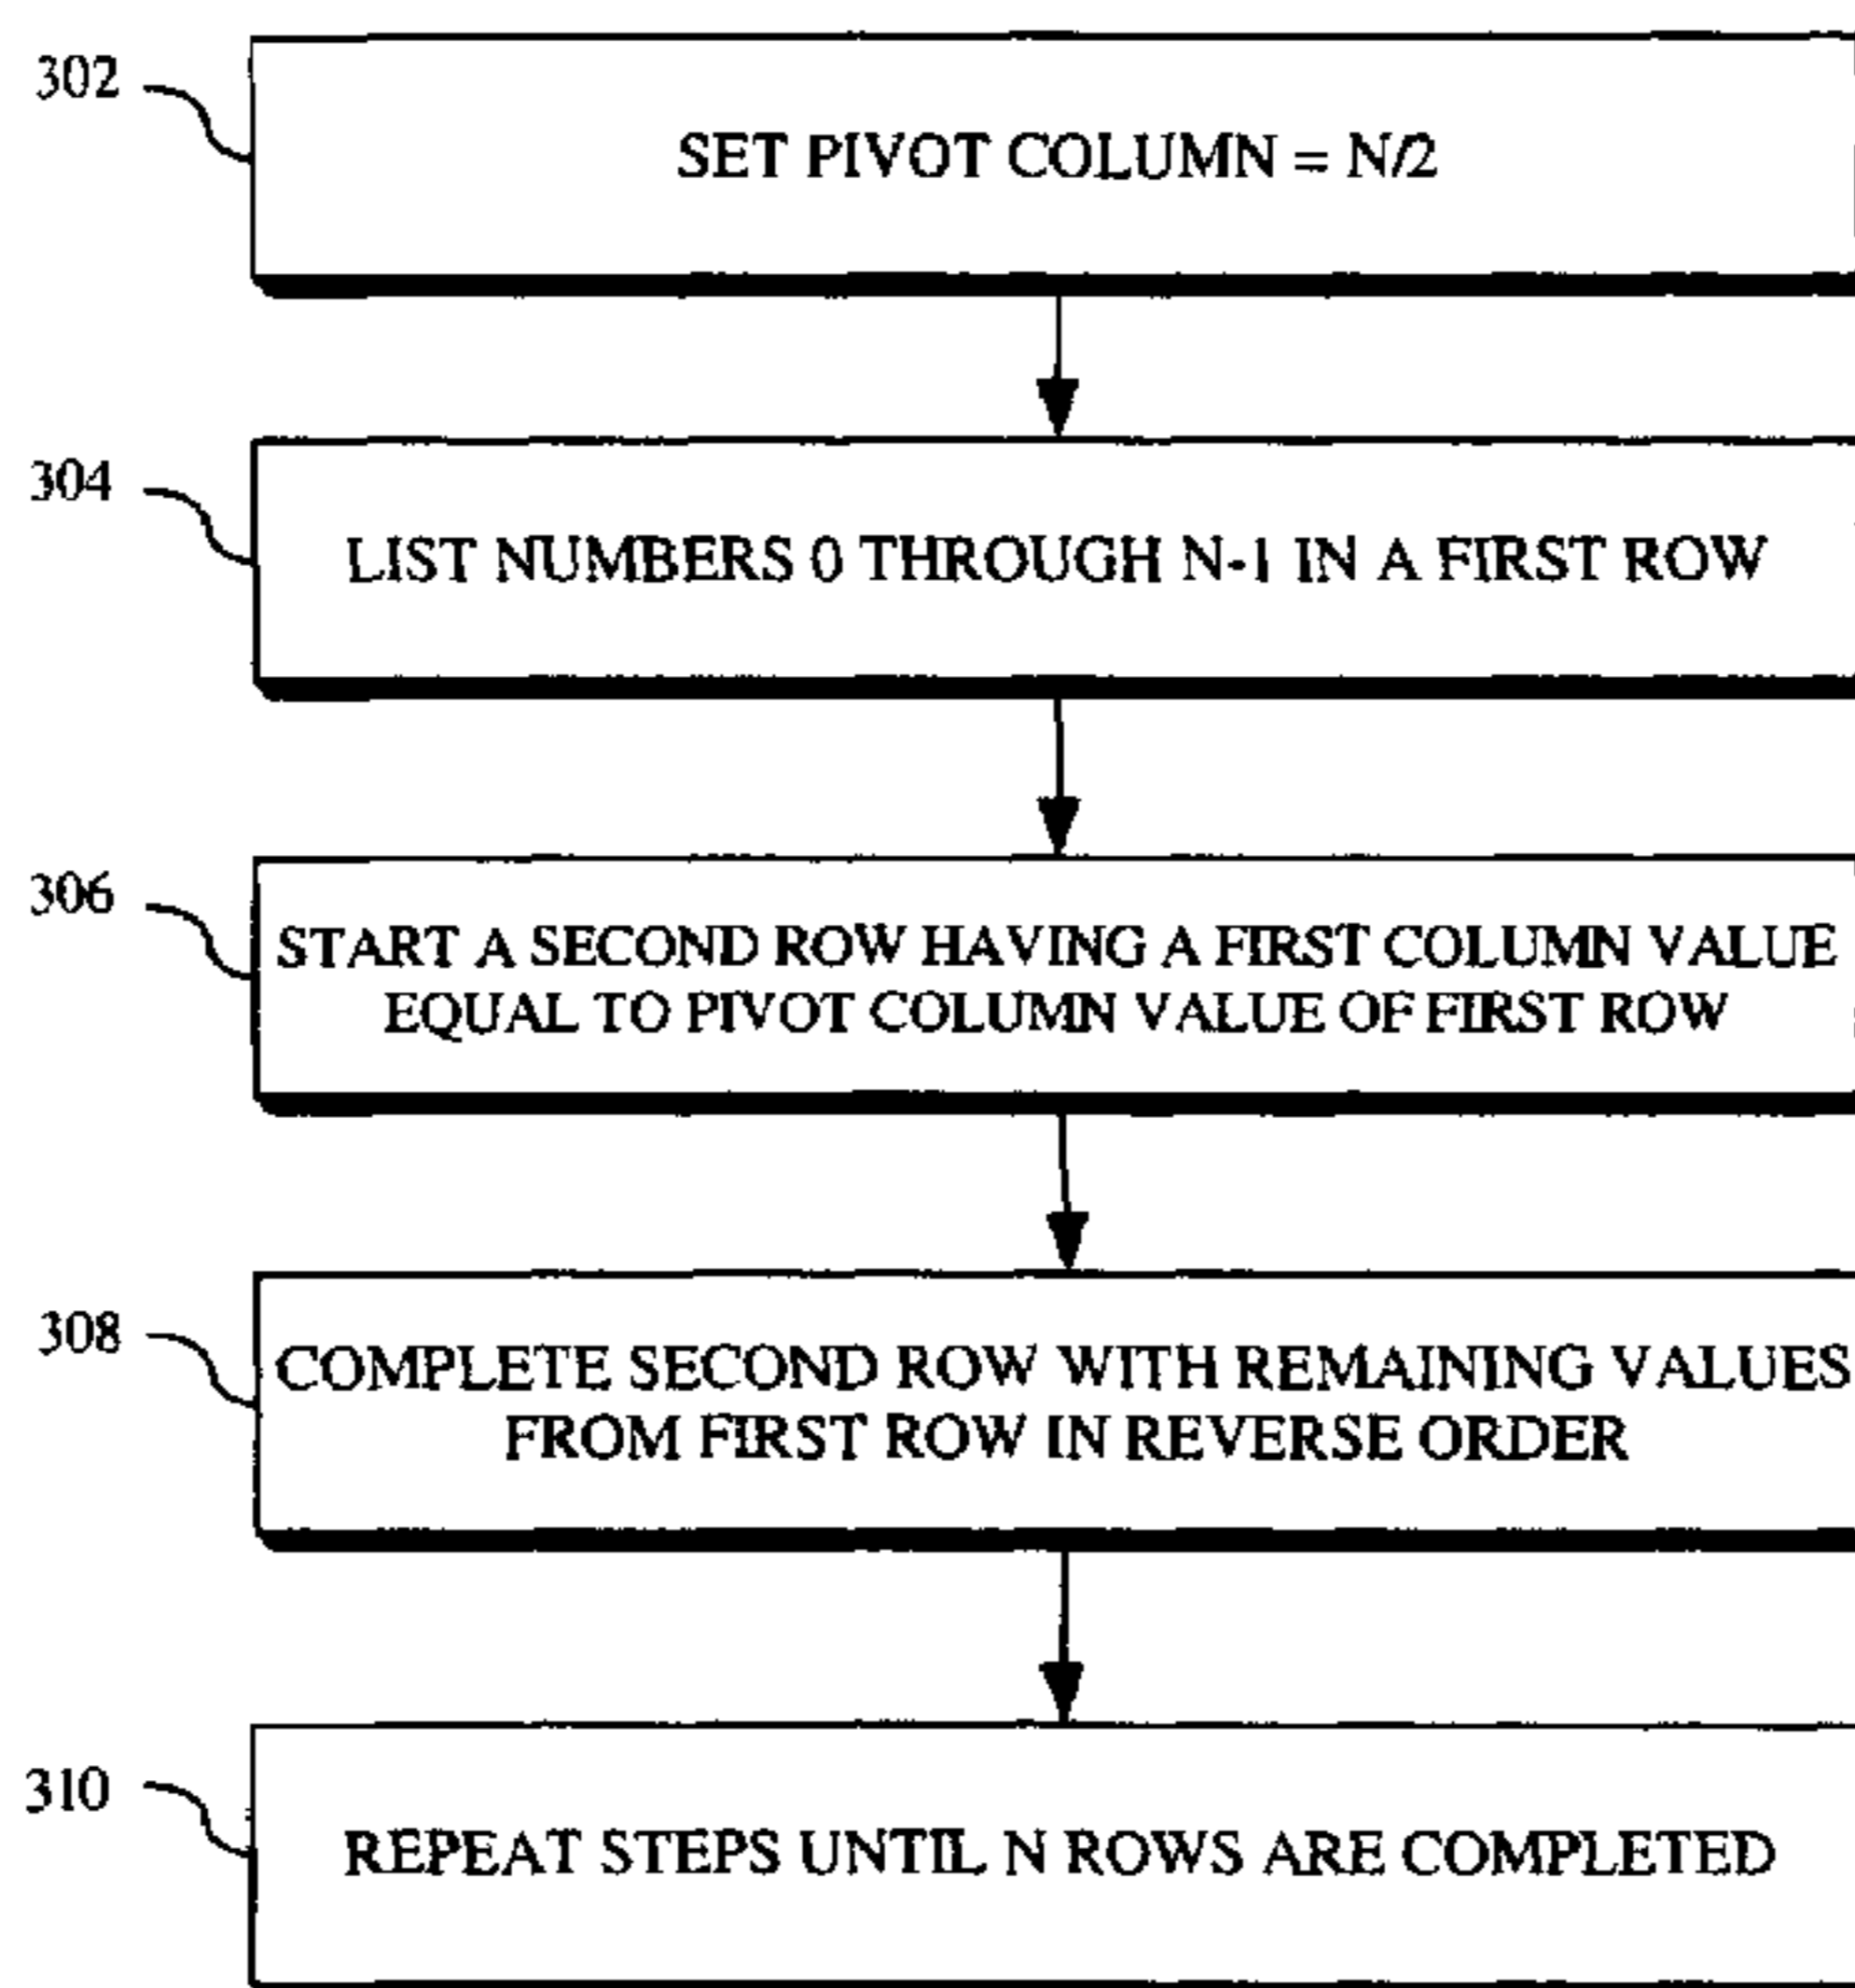 302
SET PIVOT COLUMN = N/2
304
LIST NUMBERS 0 THROUGH N-1 IN A FIRST ROW
306
START A SECOND ROW HAVING A FIRST COLUMN VALUE
EQUAL TO PIVOT COLUMN VALUE OF FIRST ROW
308
COMPLETE SECOND ROW WITH REMAINING VALUES
FROM FIRST ROW IN REVERSE ORDER
310
REPEAT STEPS UNTIL N ROWS ARE COMPLETED